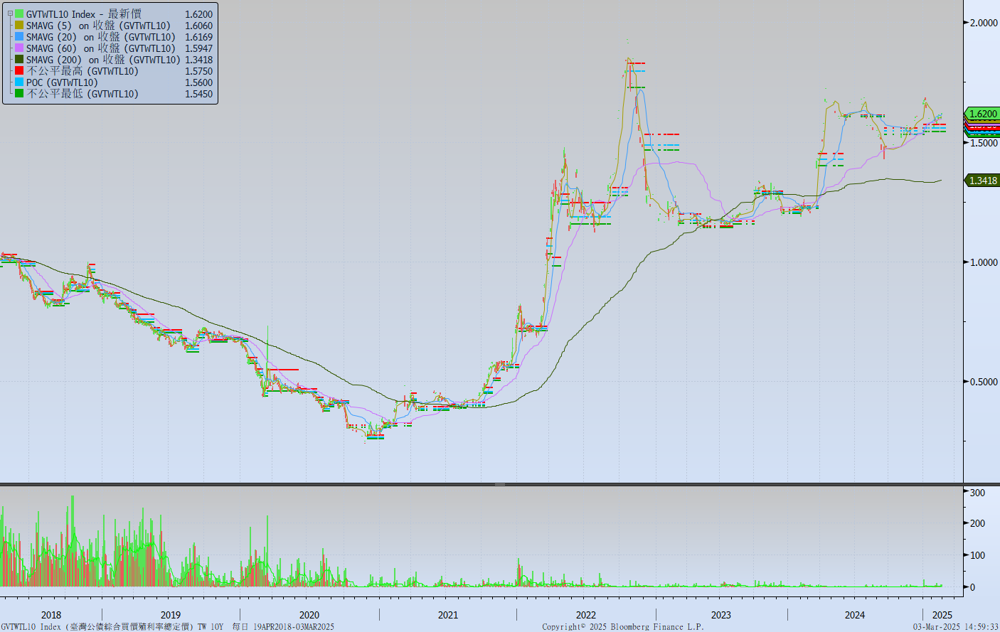 GVTWTL10 Index - 最新價 1.6200
SMAVG (5) on 收盤 (GVTWTL10) 1.6060
SMAVG (20) on 收盤 (GVTWTL10) 1.6169
SMAVG (60) on 收盤 (GVTWTL10) 1.5947
SMAVG (200) on 收盤 (GVTWTL10) 1.3418
不公平最高 (GVTWTL10) 1.5750
POC (GVTWTL10) 1.5600
不公平最低 (GVTWTL10) 1.5450
2.0000
1.6200
1.5000
1.3418
1.0000
0.5000
300
200
100
0
2018 2019 2020 2021 2022 2023 2024 2025
GVTWTL10 Index (臺灣公債綜合買價殖利率總定價) TW 10Y 每日 19APR2018-03MAR2025 Copyright© 2025 Bloomberg Finance L.P. 03-Mar-2025 14:59:33